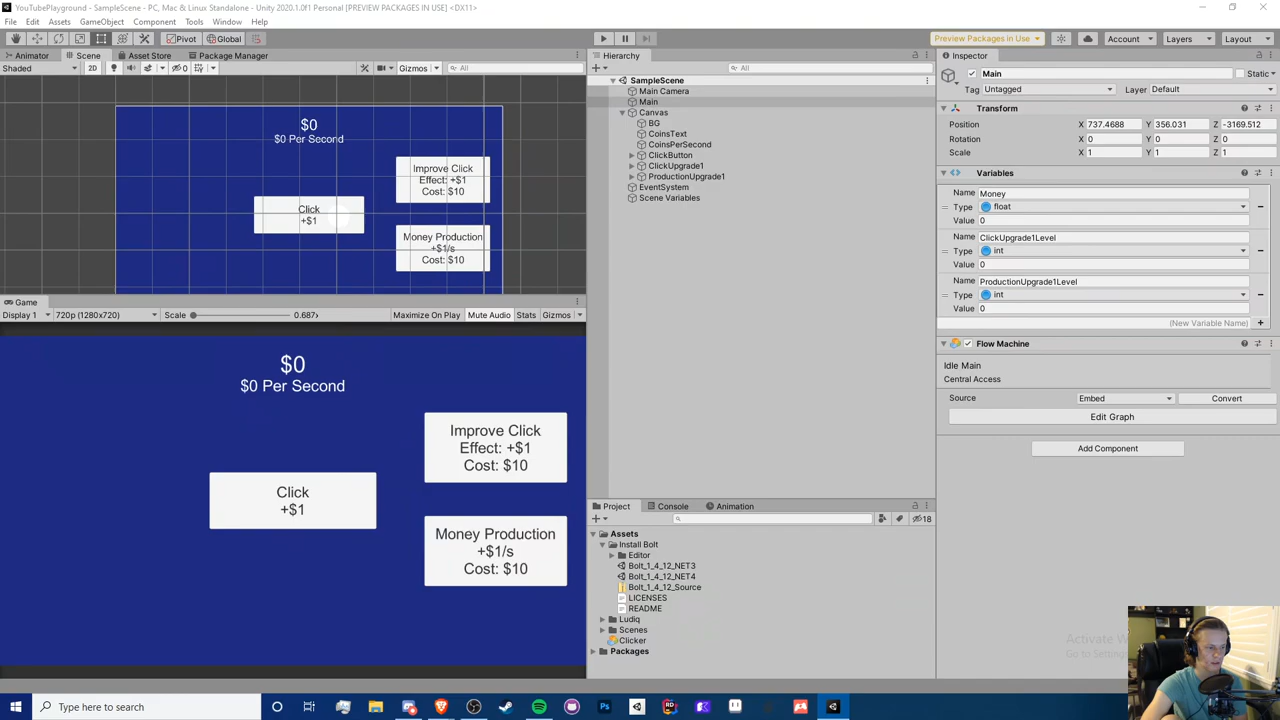 YouTubePlayground - SampleScene - PC, Mac & Linux Standalone - Unity 2020.1.0f1 Personal [PREVIEW PACKAGES IN USE] <DX11>
File Edit Assets GameObject Component Tools Window Help
Pivot Global
Preview Packages in Use
Account Layers Layout
Animator Scene Asset Store Package Manager
Shaded 2D 0 Gizmos All
$0
$0 Per Second
Improve Click
Effect: +$1
Cost: $10
Click
+$1
Money Production
+$1/s
Cost: $10
Game
Display 1 720p (1280x720) Scale 0.687x Maximize On Play Mute Audio Stats Gizmos
$0
$0 Per Second
Improve Click
Effect: +$1
Cost: $10
Click
+$1
Money Production
+$1/s
Cost: $10
Hierarchy
All
SampleScene
Main Camera
Main
Canvas
BG
CoinsText
CoinsPerSecond
ClickButton
ClickUpgrade1
ProductionUpgrade1
EventSystem
Scene Variables
Project Console Animation
18
Assets
Install Bolt
Editor
Bolt_1_4_12_NET3
Bolt_1_4_12_NET4
Bolt_1_4_12_Source
LICENSES
README
Ludiq
Scenes
Clicker
Packages
Inspector
Main Static
Tag Untagged Layer Default
Transform
Position X 737.4688 Y 356.031 Z -3169.512
Rotation X 0 Y 0 Z 0
Scale X 1 Y 1 Z 1
Variables
Name Money
Type float
Value 0
Name ClickUpgrade1Level
Type int
Value 0
Name ProductionUpgrade1Level
Type int
Value 0
(New Variable Name)
Flow Machine
Idle Main
Central Access
Source Embed Convert
Edit Graph
Add Component
Activate W
Go to Setting
Type here to search